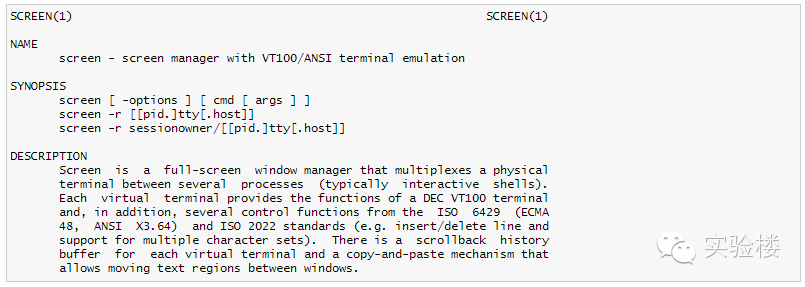 SCREEN(1) SCREEN(1)
NAME
screen - screen manager with VT100/ANSI terminal emulation
SYNOPSIS
screen [ -options ] [ cmd [ args ] ]
screen -r [[pid.]tty[.host]]
screen -r sessionowner/[[pid.]tty[.host]]
DESCRIPTION
Screen is a full-screen window manager that multiplexes a physical
terminal between several processes (typically interactive shells).
Each virtual terminal provides the functions of a DEC VT100 terminal
and, in addition, several control functions from the ISO 6429 (ECMA
48, ANSI X3.64) and ISO 2022 standards (e.g. insert/delete line and
support for multiple character sets). There is a scrollback history
buffer for each virtual terminal and a copy-and-paste mechanism that
allows moving text regions between windows.
实验楼